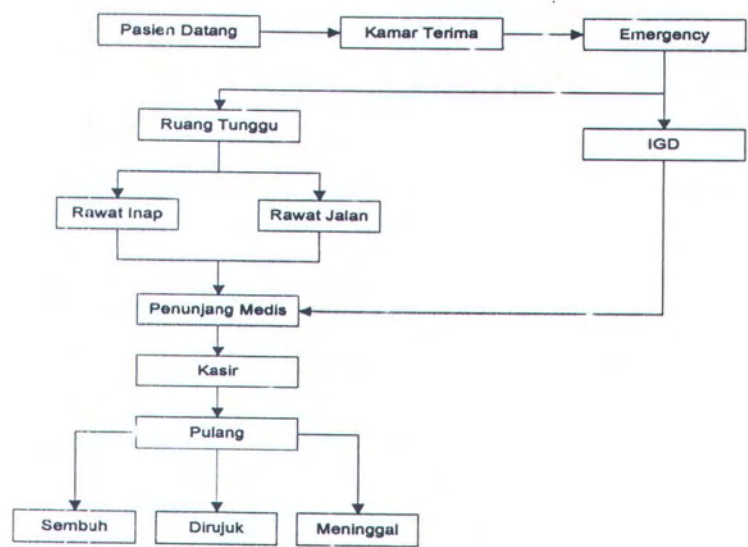 Pasien Datang
Kamar Terima
Emergency
Ruang Tunggu
IGD
Rawat Inap
Rawat Jalan
Penunjang Medis
Kasir
Pulang
Sembuh
Dirujuk
Meninggal